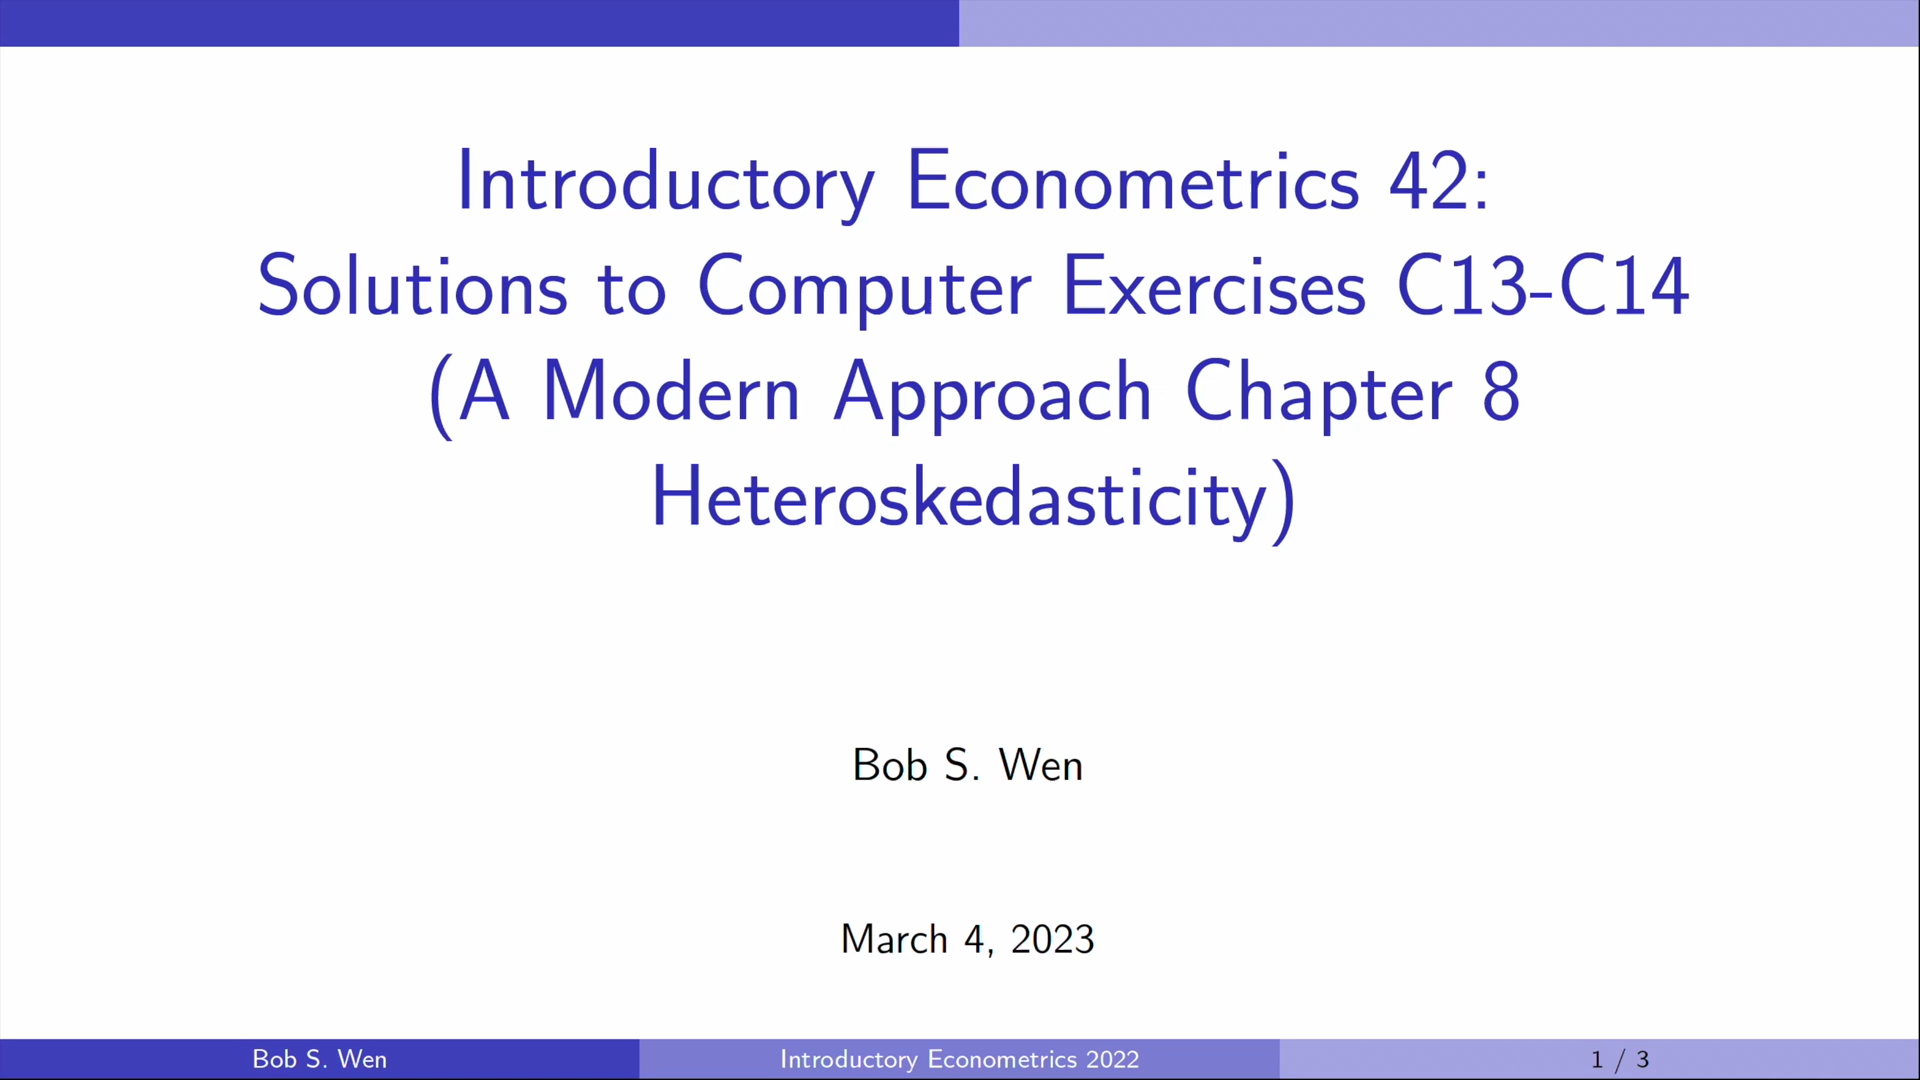 Introductory Econometrics 42:
Solutions to Computer Exercises C13-C14
(A Modern Approach Chapter 8
Heteroskedasticity)
Bob S. Wen
March 4, 2023
Bob S. Wen
Introductory Econometrics 2022
1 / 3